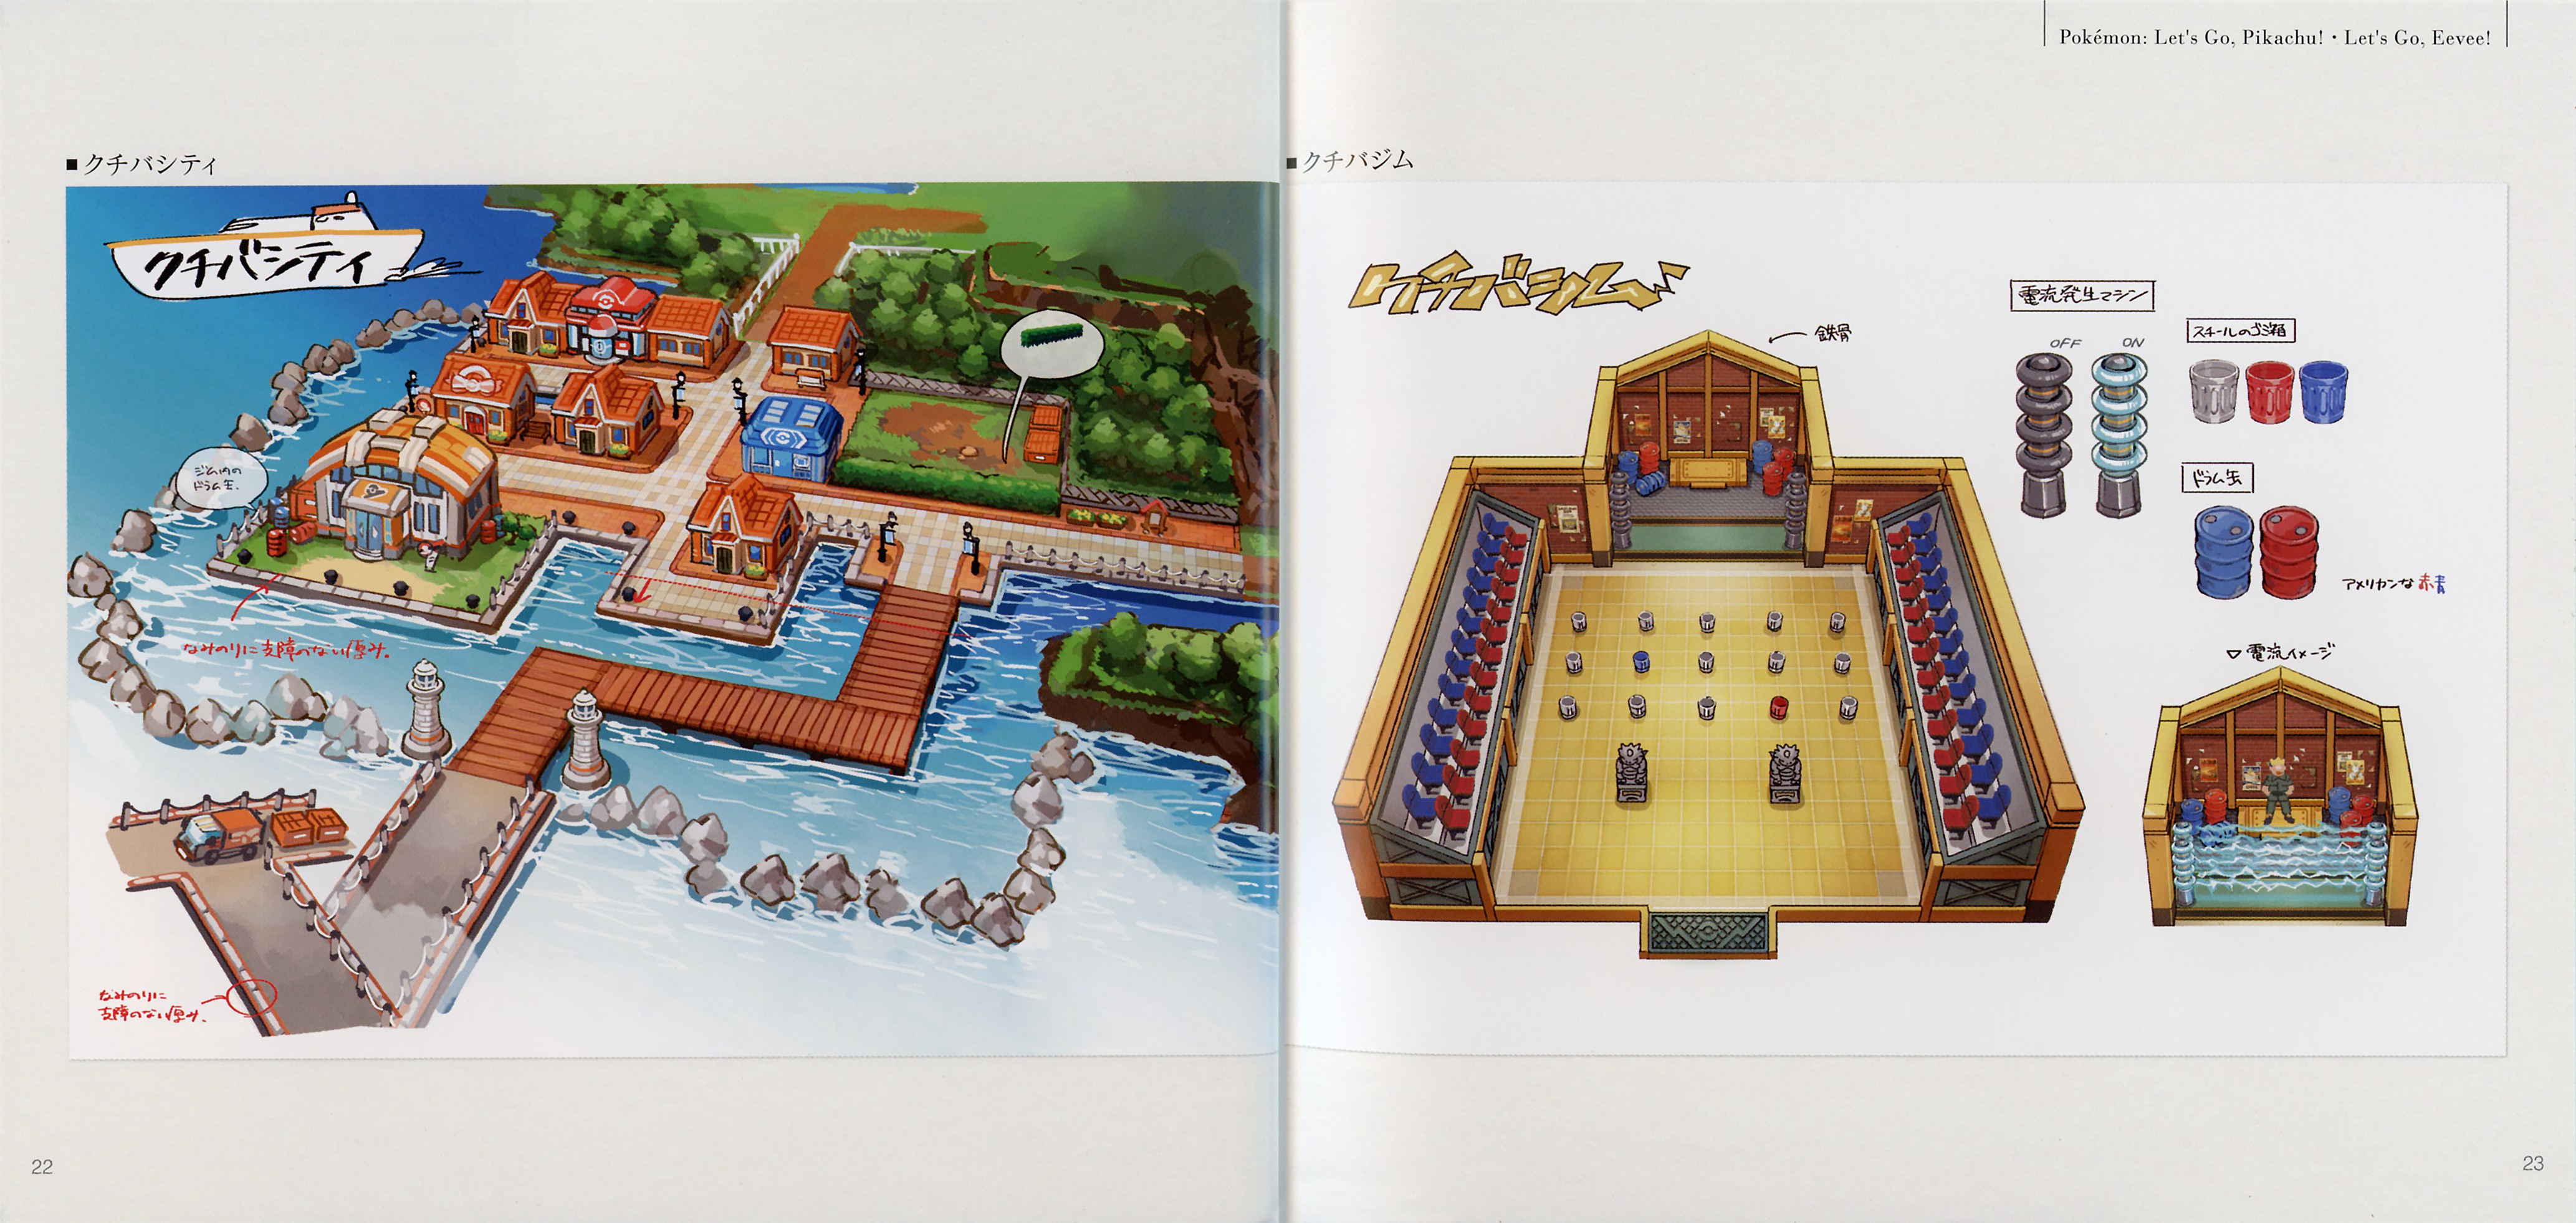 Pokémon: Let's Go, Pikachu!・Let's Go, Eevee!
■クチバシティ
クチバシティ
ジム内の
ドラム缶.
なみのりに支障のない厚み。
なみのりに
支障のない厚み.
22
■クチバジム
クチバジム
鉄骨
電流発生マシン
OFF
ON
スチールのゴミ箱
ドラム缶
アメリカンな赤青
▽電流イメージ
23